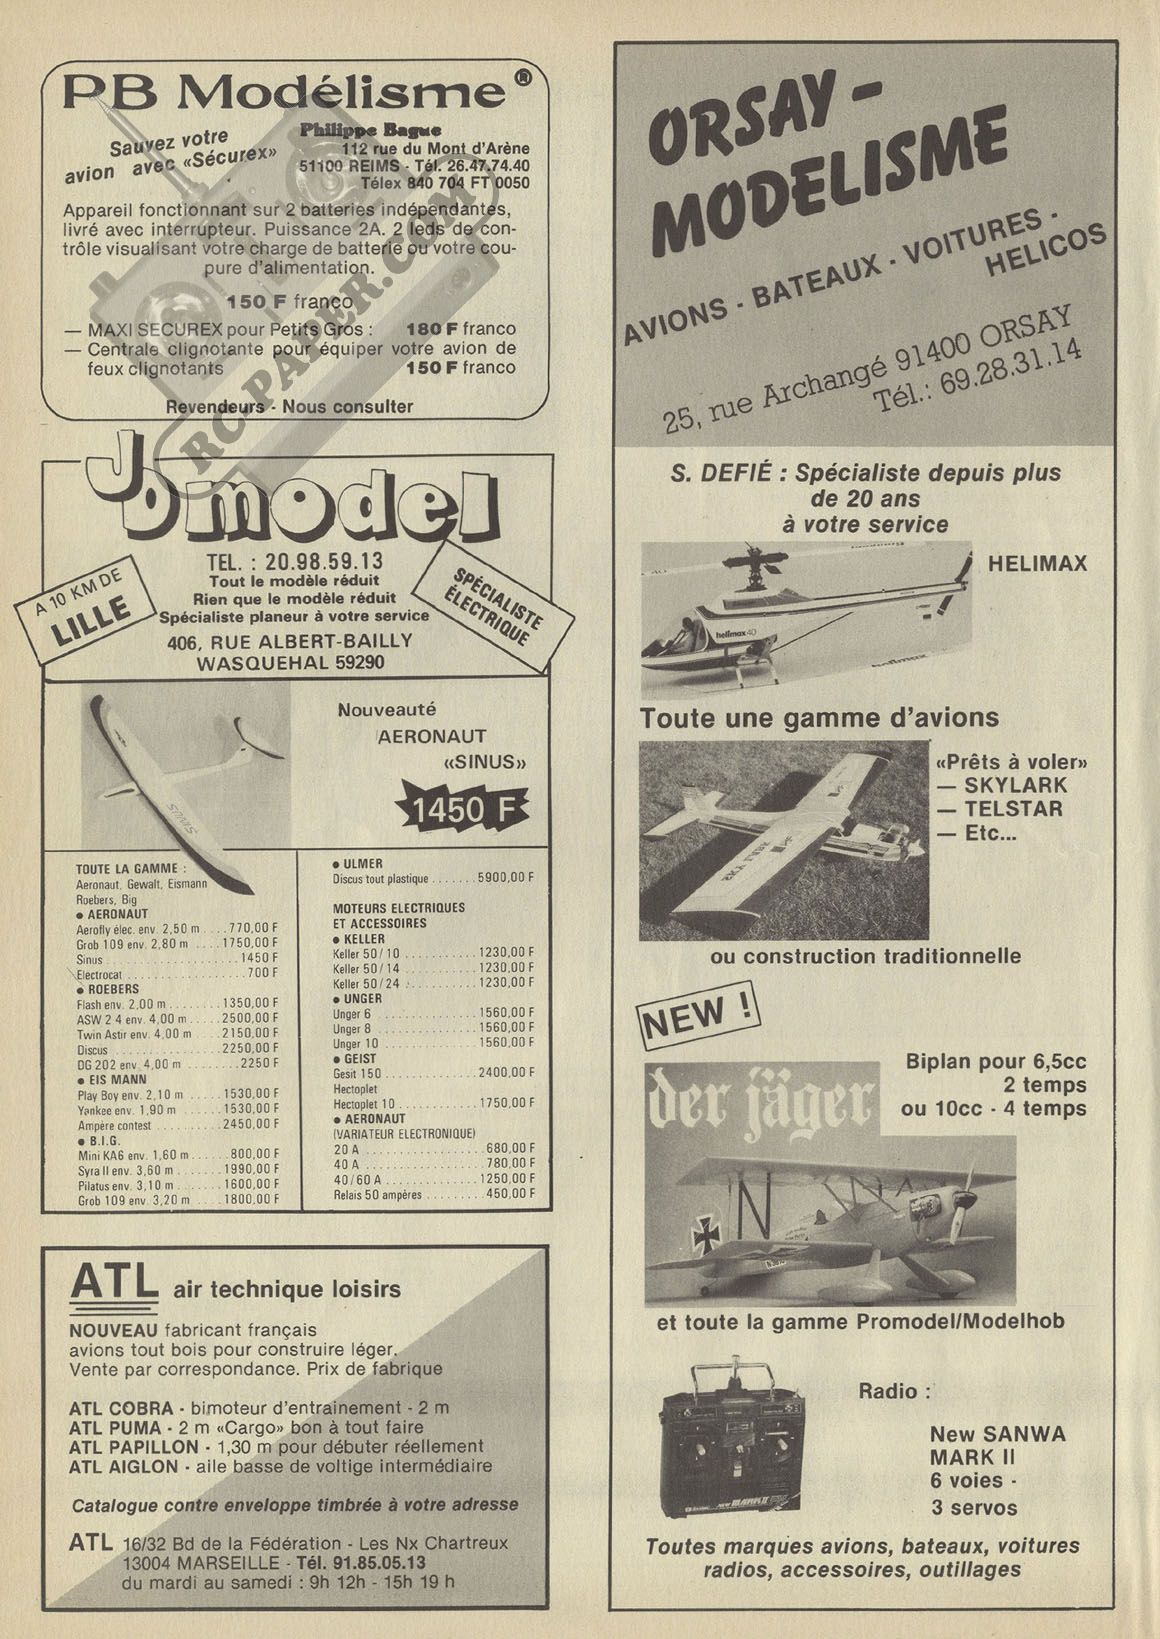 PB Modélisme®
Sauvez votre
avion avec «Sécurex»
Philippe Bague
112 rue du Mont d'Arène
51100 REIMS - Tél. 26.47.74.40
Télex 840 704 FT 0050
Appareil fonctionnant sur 2 batteries indépendantes,
livré avec interrupteur. Puissance 2A. 2 leds de con-
trôle visualisant votre charge de batterie ou votre cou-
pure d'alimentation.
150 F franco
— MAXI SECUREX pour Petits Gros : 180 F franco
— Centrale clignotante pour équiper votre avion de
feux clignotants 150 F franco
Revendeurs - Nous consulter
RC-PAPER.COM
Jomodel
TEL. : 20.98.59.13
Tout le modèle réduit
Rien que le modèle réduit
Spécialiste planeur à votre service
406, RUE ALBERT-BAILLY
WASQUEHAL 59290
A 10 KM DE
LILLE
SPÉCIALISTE
ÉLECTRIQUE
Nouveauté
AERONAUT
«SINUS»
1450 F
SINUS
TOUTE LA GAMME :
Aeronaut, Gewalt, Eismann
Roebers, Big
● AERONAUT
Aerofly élec. env. 2,50 m ....770,00 F
Grob 109 env. 2,80 m ....1750,00 F
Sinus ....................1450 F
Electrocat ..................700 F
● ROEBERS
Flash env. 2,00 m ........1350,00 F
ASW 2 4 env. 4,00 m .....2500,00 F
Twin Astir env. 4,00 m ...2150,00 F
Discus ..................2250,00 F
DG 202 env. 4,00 m .........2250 F
● EIS MANN
Play Boy env. 2,10 m .....1530,00 F
Yankee env. 1,90 m .......1530,00 F
Ampère contest ...........2450,00 F
● B.I.G.
Mini KA6 env. 1,60 m ......800,00 F
Syra II env. 3,60 m .......1990,00 F
Pilatus env. 3,10 m .......1600,00 F
Grob 109 env. 3,20 m .....1800,00 F
● ULMER
Discus tout plastique .......5900,00 F
MOTEURS ELECTRIQUES
ET ACCESSOIRES
● KELLER
Keller 50/10 ...........1230,00 F
Keller 50/14 ...........1230,00 F
Keller 50/24 ...........1230,00 F
● UNGER
Unger 6 ................1560,00 F
Unger 8 ................1560,00 F
Unger 10 ...............1560,00 F
● GEIST
Gesit 150 ..............2400,00 F
Hectoplet
Hectoplet 10 ............1750,00 F
● AERONAUT
(VARIATEUR ELECTRONIQUE)
20 A ....................680,00 F
40 A ....................780,00 F
40/60 A ................1250,00 F
Relais 50 ampères ........450,00 F
ATL air technique loisirs
NOUVEAU fabricant français
avions tout bois pour construire léger.
Vente par correspondance. Prix de fabrique
ATL COBRA - bimoteur d'entrainement - 2 m
ATL PUMA - 2 m «Cargo» bon à tout faire
ATL PAPILLON - 1,30 m pour débuter réellement
ATL AIGLON - aile basse de voltige intermédiaire
Catalogue contre enveloppe timbrée à votre adresse
ATL 16/32 Bd de la Fédération - Les Nx Chartreux
13004 MARSEILLE - Tél. 91.85.05.13
du mardi au samedi : 9h 12h - 15h 19 h
ORSAY -
MODELISME
AVIONS - BATEAUX - VOITURES -
HELICOS
25, rue Archangé 91400 ORSAY
Tél.: 69.28.31.14
S. DEFIÉ : Spécialiste depuis plus
de 20 ans
à votre service
HELIMAX
helimax 40
helimax
Toute une gamme d'avions
«Prêts à voler»
— SKYLARK
— TELSTAR
— Etc...
ou construction traditionnelle
NEW !
der jäger
Biplan pour 6,5cc
2 temps
ou 10cc - 4 temps
et toute la gamme Promodel/Modelhob
Radio :
New SANWA
MARK II
6 voies -
3 servos
MARK II
Toutes marques avions, bateaux, voitures
radios, accessoires, outillages